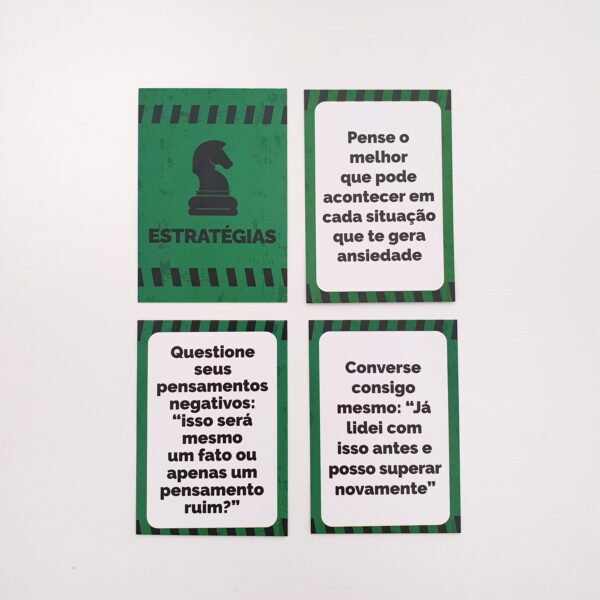 ESTRATÉGIAS
Pense o
melhor
que pode
acontecer em
cada situação
que te gera
ansiedade
Questione
seus
pensamentos
negativos:
“isso será
mesmo
um fato ou
apenas um
pensamento
ruim?”
Converse
consigo
mesmo: “Já
lidei com
isso antes e
posso superar
novamente”